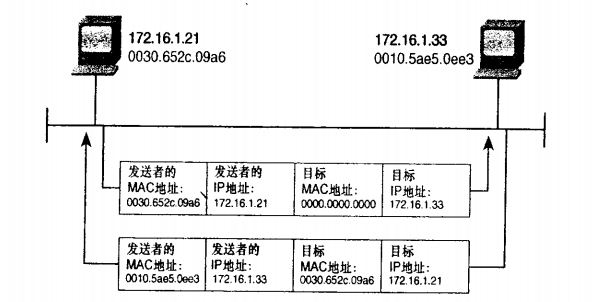 172.16.1.21
0030.652c.09a6
172.16.1.33
0010.5ae5.0ee3
发送者的 发送者的 目标 目标
MAC地址: IP地址: MAC地址: IP地址:
0030.652c.09a6 172.16.1.21 0000.0000.0000 172.16.1.33
发送者的 发送者的 目标 目标
MAC地址: IP地址: MAC地址: IP地址:
0010.5ae5.0ee3 172.16.1.33 0030.652c.09a6 172.16.1.21